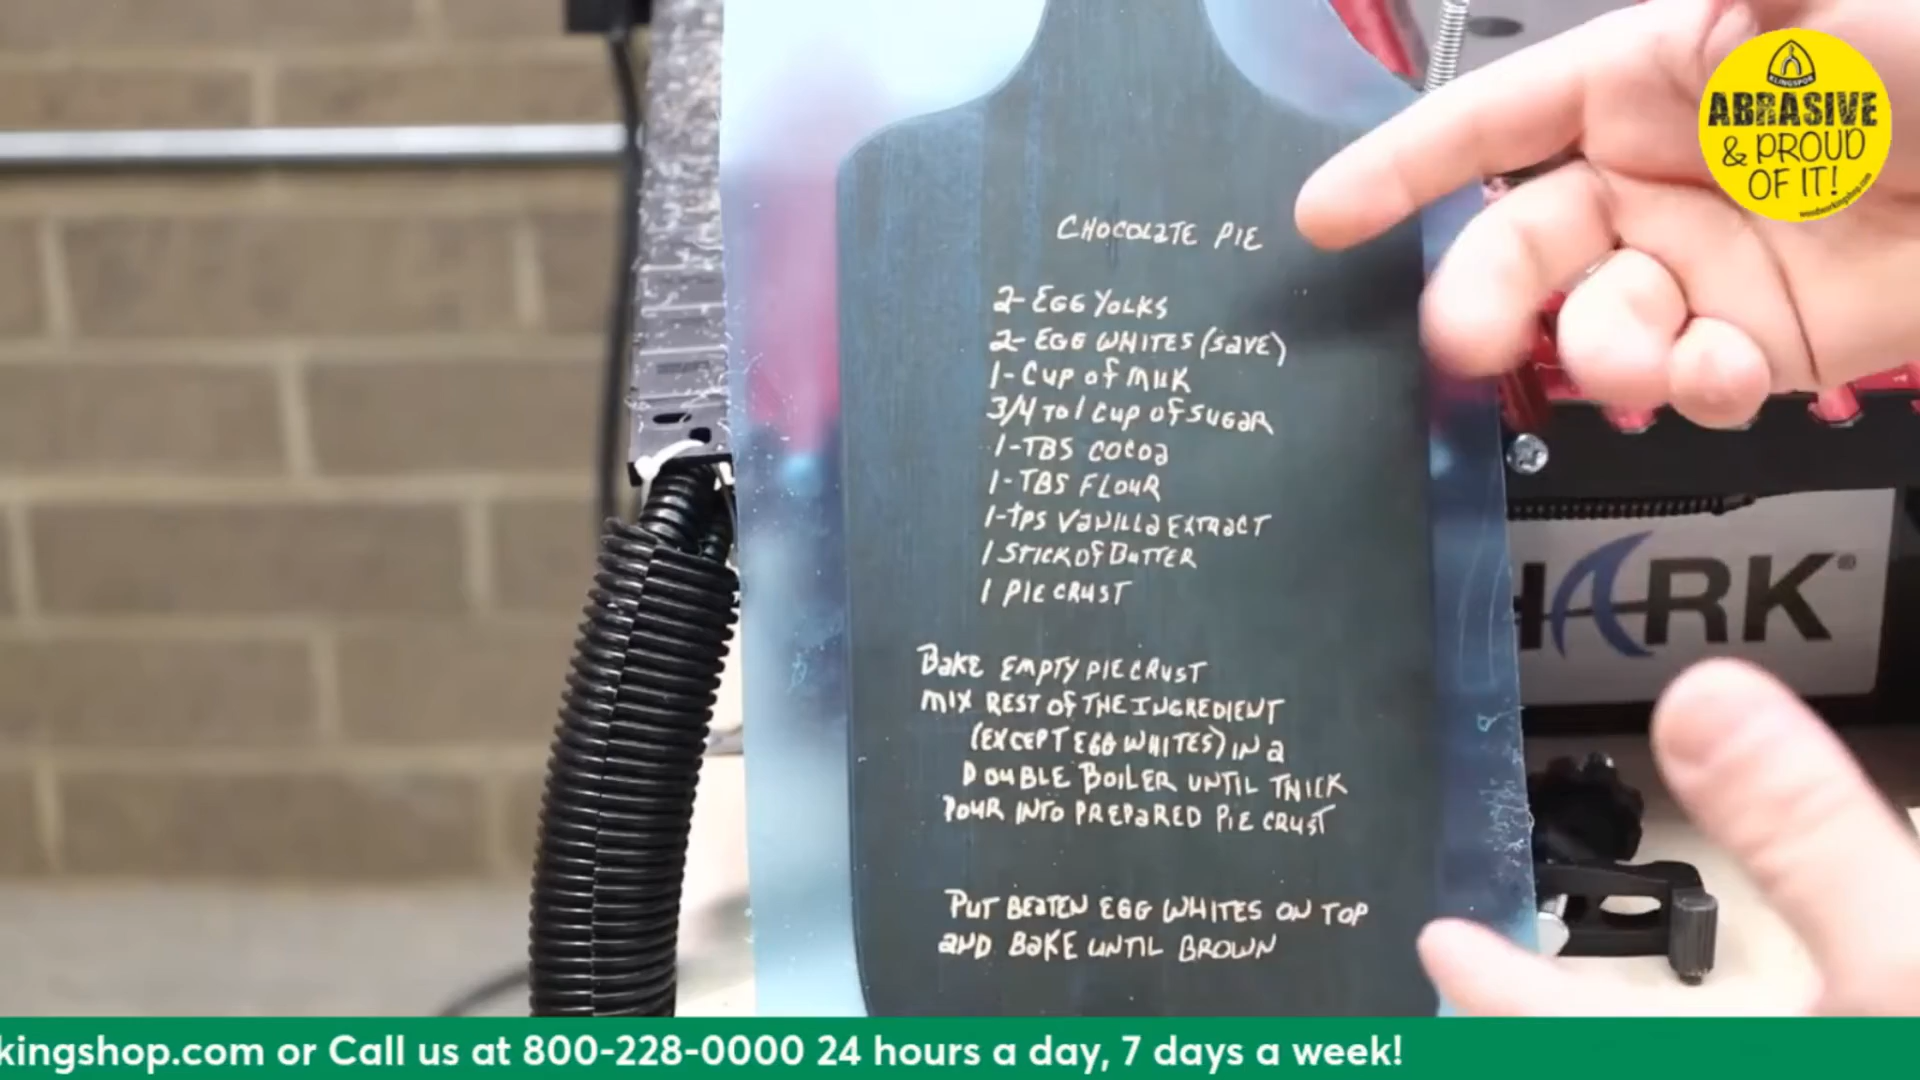 KLINGSPOR
ABRASIVE
& PROUD
OF IT!
woodworkingshop.com
CHOCOLaTE PIE
2- EGG YOLKS
2- EGG WHITES (SavE)
1- Cup of MILK
3/4 TO 1 Cup OF SUGaR
1-TBS COCOa
1-TBS FLOUR
1-tps VaNILLa EXTRaCT
1 STICK Of BuTTER
1 PIE CRUST
BaKE EMPTY PIE CRUST
MIX REST Of THE INGREDIENT
(EXCEPT EGG WHITES) IN a
DOUBLE BOILER UNTIL THICK
POUR INTO PREPaRED PiE CRUST
PUT BEaTEN EGG WHITES ON TOP
aND BaKE UNTIL BROWN
HARK®
kingshop.com or Call us at 800-228-0000 24 hours a day, 7 days a week!